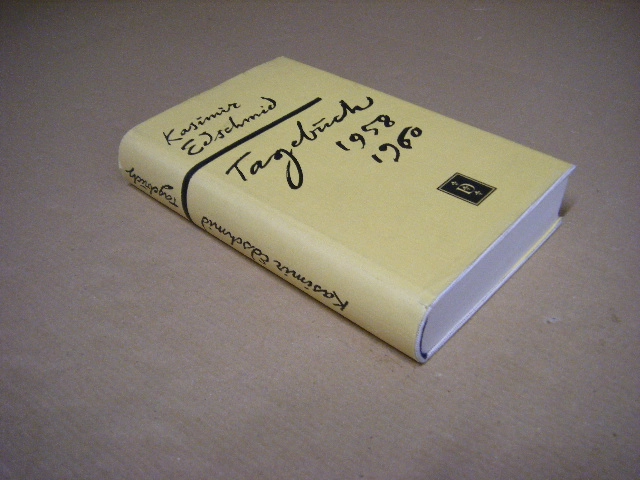 Kasimir
Edschmid
Tagebuch
1958
1960
Kasimir Edschmid
Tagebuch